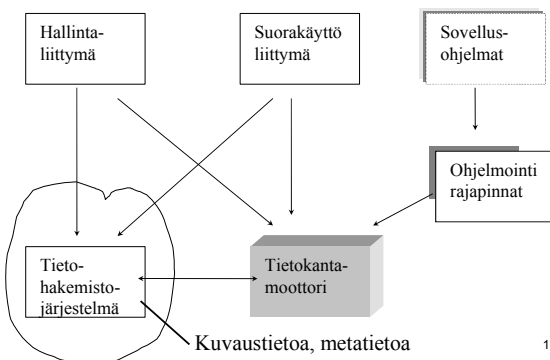 Hallinta-
liittymä
Suorakäyttö
liittymä
Sovellus-
ohjelmat
Ohjelmointi
rajapinnat
Tieto-
hakemisto-
järjestelmä
Tietokanta-
moottori
Kuvaustietoa, metatietoa
1